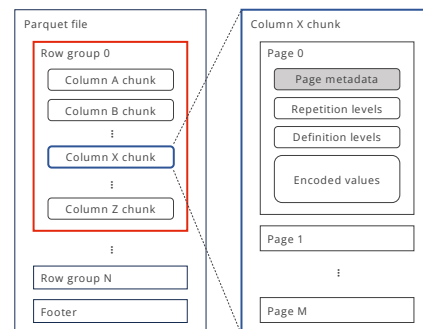 Parquet file
Row group 0
Column A chunk
Column B chunk
Column X chunk
Column Z chunk
Row group N
Footer
Column X chunk
Page 0
Page metadata
Repetition levels
Definition levels
Encoded values
Page 1
Page M